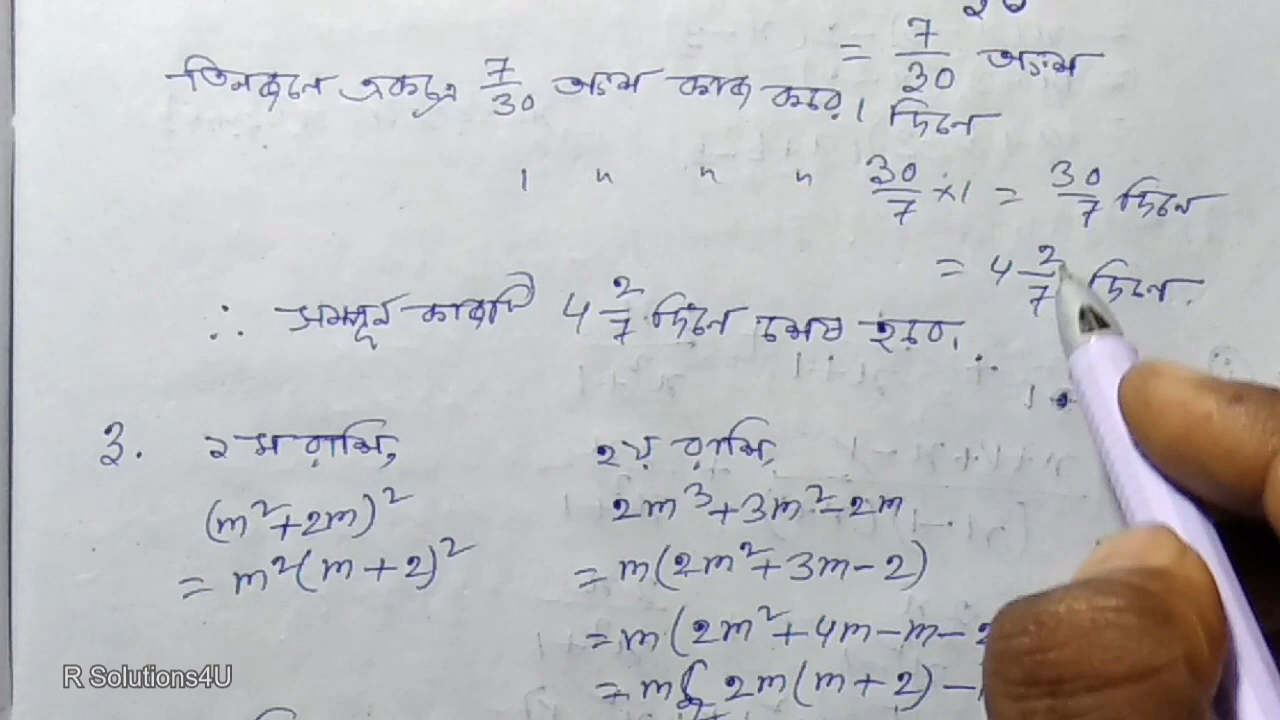 = 7/30 অংশ
তিনজনে একত্রে 7/30 অংশ কাজ করে। দিনে
1 " " " 30/7 × 1 = 30/7 দিনে
= 4 2/7 দিনে.
∴ সম্পূর্ন কাজটি 4 2/7 দিনে শেষ হবে।
3. ১ম রাশি, ২য় রাশি,
(m²+2m)² 2m³+3m²-2m
= m²(m+2)² = m(2m²+3m-2)
= m(2m²+4m-m-2
= m{2m(m+2)-1
R Solutions4U